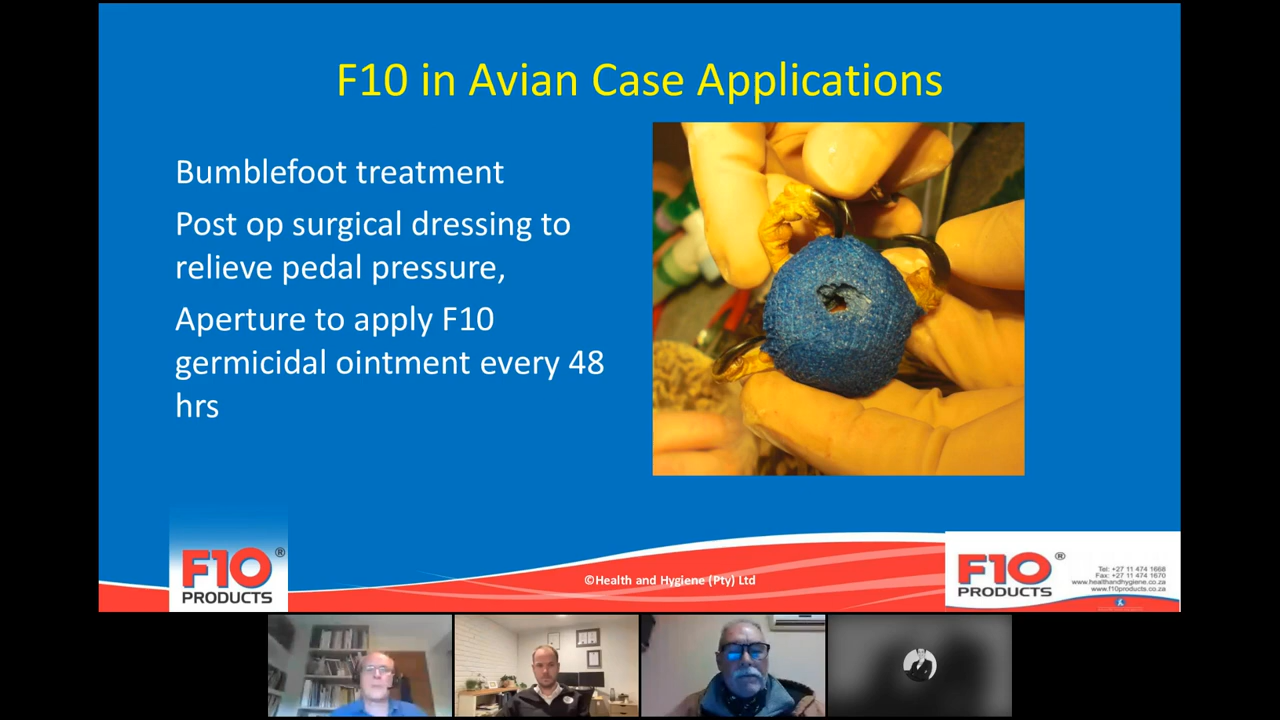 F10 in Avian Case Applications
Bumblefoot treatment
Post op surgical dressing to
relieve pedal pressure,
Aperture to apply F10
germicidal ointment every 48
hrs
F10®
PRODUCTS
©Health and Hygiene (Pty) Ltd
F10®
PRODUCTS
Tel: +27 11 474 1668
Fax: +27 11 474 1670
www.healthandhygiene.co.za
www.f10products.co.za